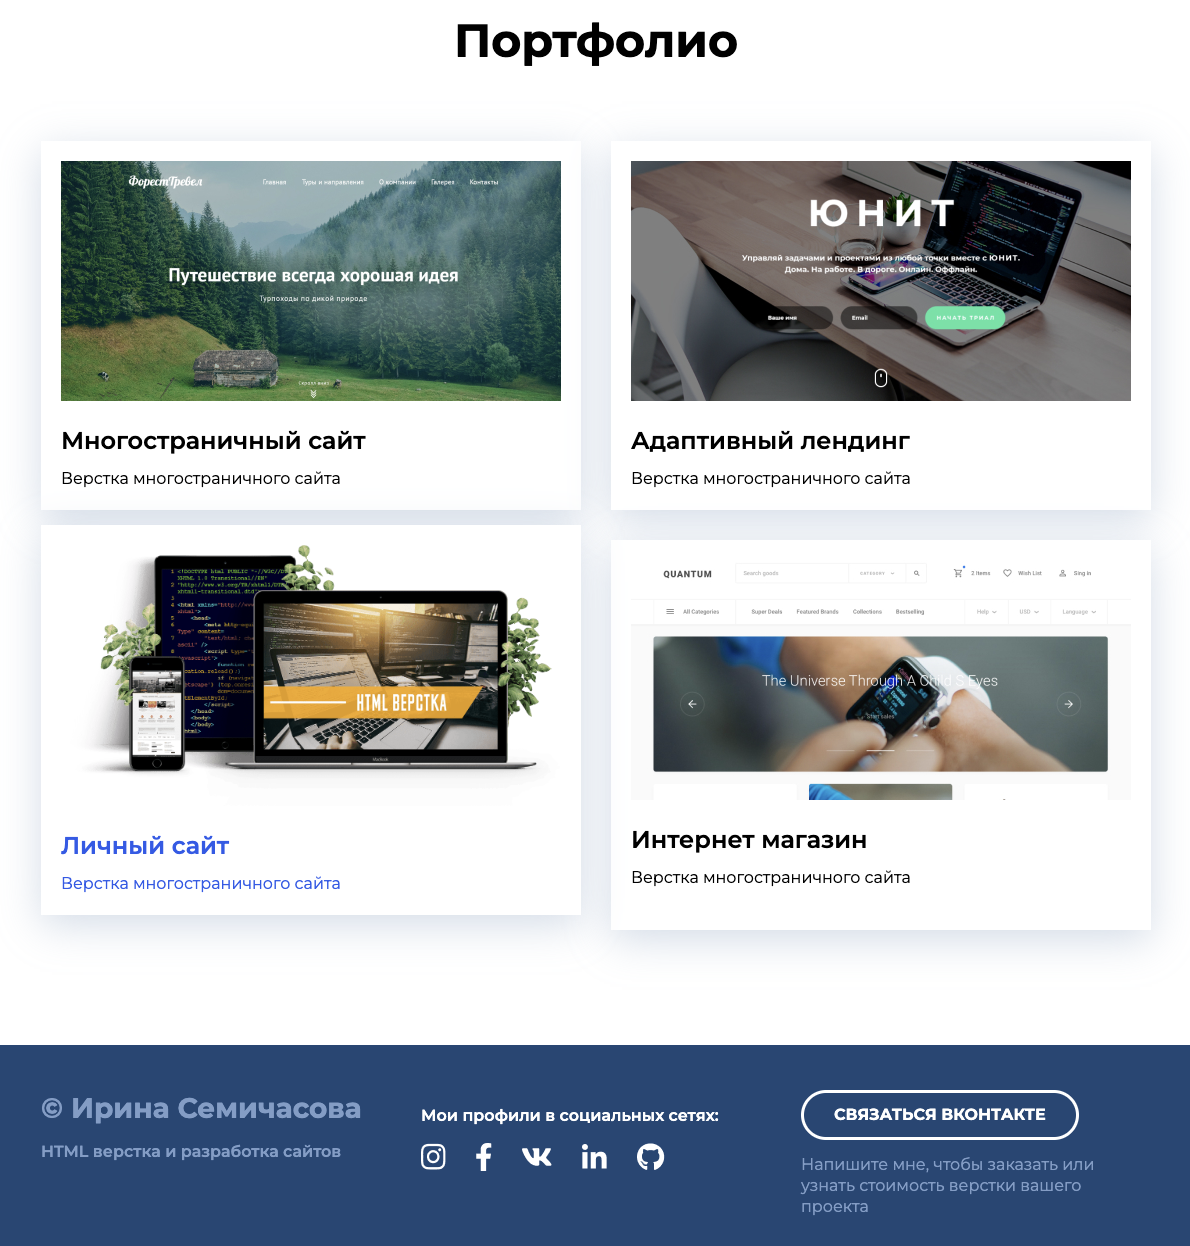 Портфолио
ФорестТревел
Главная Туры и направления О компании Галерея Контакты
Путешествие всегда хорошая идея
Турпоходы по дикой природе
Скролл вниз
Многостраничный сайт
Верстка многостраничного сайта
ЮНИТ
Управляй задачами и проектами из любой точки вместе с ЮНИТ.
Дома. На работе. В дороге. Онлайн. Оффлайн.
Ваше имя Email НАЧАТЬ ТРИАЛ
Адаптивный лендинг
Верстка многостраничного сайта
HTML ВЕРСТКА
Личный сайт
Верстка многостраничного сайта
QUANTUM Search goods CATEGORY 2 Items Wish List Sing in
All Categories Super Deals Featured Brands Collections Bestselling Help USD Language
The Universe Through A Child S Eyes
Start sales
Интернет магазин
Верстка многостраничного сайта
© Ирина Семичасова
HTML верстка и разработка сайтов
Мои профили в социальных сетях:
СВЯЗАТЬСЯ ВКОНТАКТЕ
Напишите мне, чтобы заказать или
узнать стоимость верстки вашего
проекта